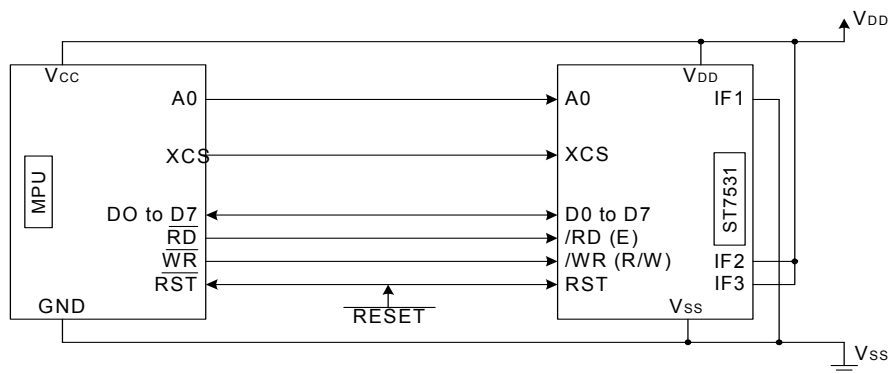 VDD
VCC
VDD
A0
A0
IF1
XCS
XCS
MPU
ST7531
DO to D7
D0 to D7
RD
/RD (E)
WR
/WR (R/W)
IF2
RST
RST
IF3
GND
RESET
VSS
VSS